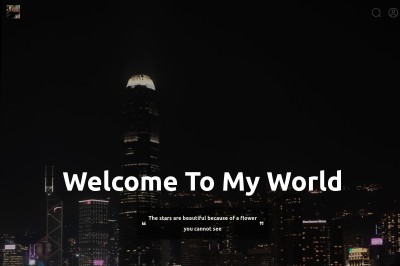 Welcome To My World
❝ The stars are beautiful because of a flower
you cannot see ❞